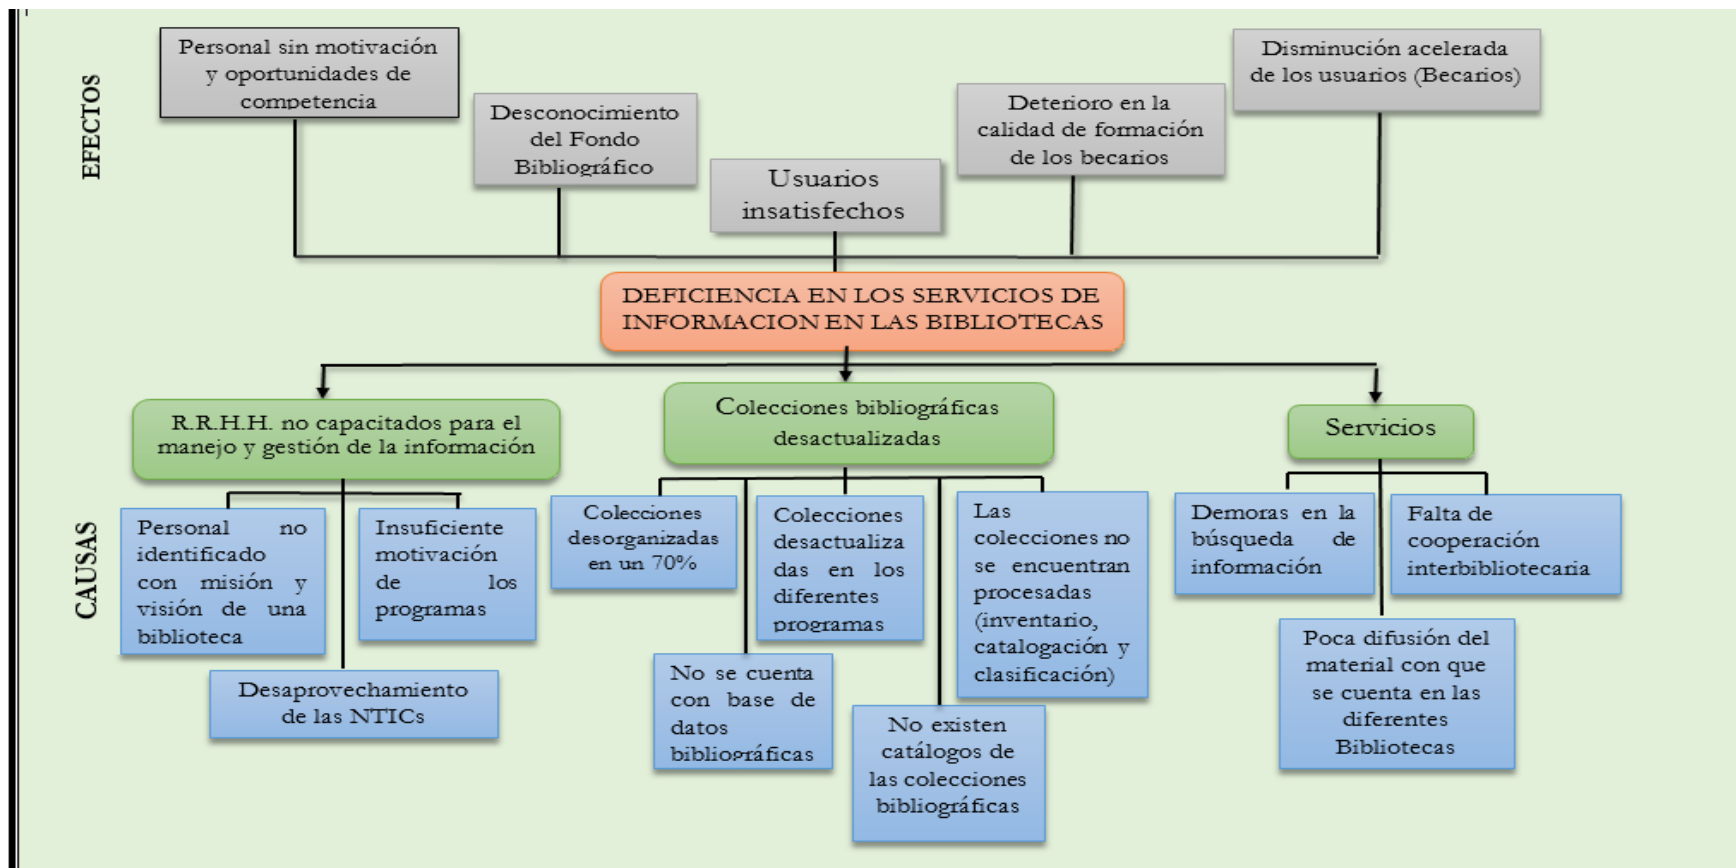 EFECTOS
Personal sin motivación
y oportunidades de
competencia
Desconocimiento
del Fondo
Bibliográfico
Usuarios
insatisfechos
Deterioro en la
calidad de formación
de los becarios
Disminución acelerada
de los usuarios (Becarios)
DEFICIENCIA EN LOS SERVICIOS DE
INFORMACION EN LAS BIBLIOTECAS
CAUSAS
R.R.H.H. no capacitados para el
manejo y gestión de la información
Personal no
identificado
con misión y
visión de una
biblioteca
Insuficiente
motivación
de los
programas
Desaprovechamiento
de las NTICs
Colecciones bibliográficas
desactualizadas
Colecciones
desorganizadas
en un 70%
No se cuenta
con base de
datos
bibliográficas
Colecciones
desactualiza
das en los
diferentes
programas
No existen
catálogos de
las colecciones
bibliográficas
Las
colecciones no
se encuentran
procesadas
(inventario,
catalogación y
clasificación)
Servicios
Demoras en la
búsqueda de
información
Poca difusión del
material con que
se cuenta en las
diferentes
Bibliotecas
Falta de
cooperación
interbibliotecaria